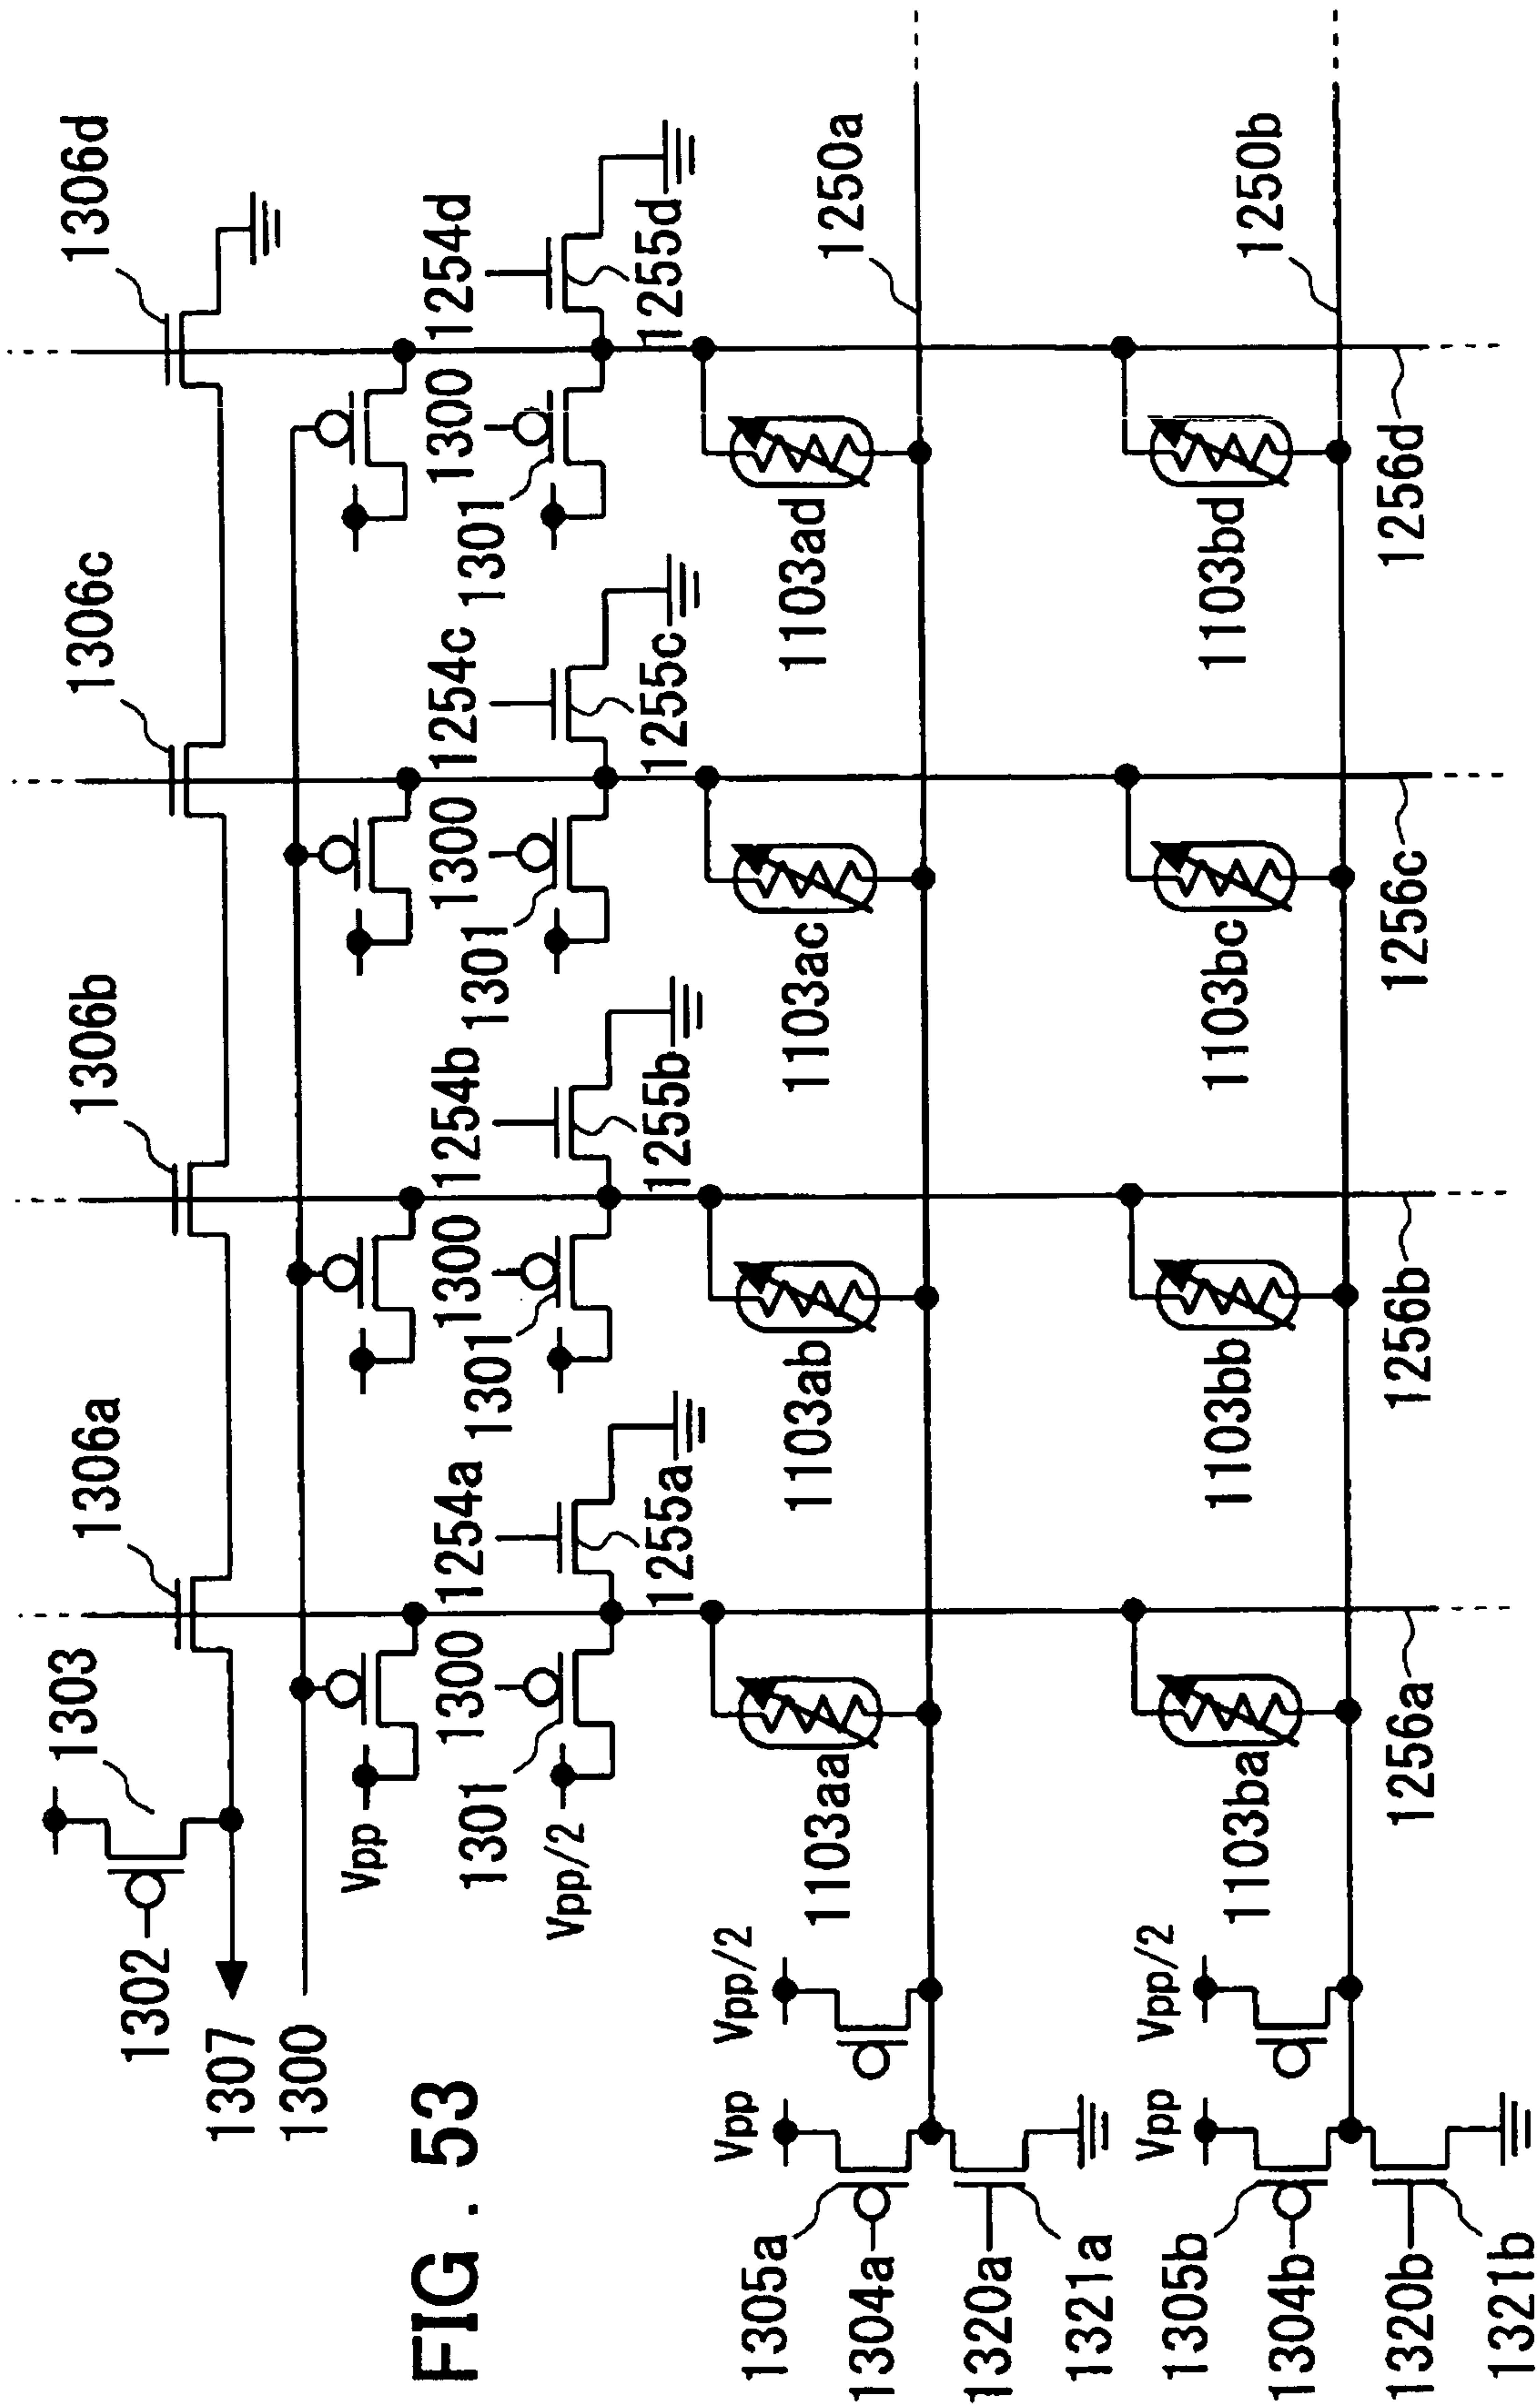 FIG. 53
1302
1303
1306a
1306b
1306c
1306d
1307
1300
Vpp
1300
1254a
1300
1254b
1300
1254c
1300
1254d
1301
1301
1301
1301
Vpp/2
1255a
1255b
1255c
1255d
Vpp
Vpp/2
1305a
1304a
1103aa
1103ab
1103ac
1103ad
1250a
1320a
1321a
Vpp
Vpp/2
1305b
1304b
1103ba
1103bb
1103bc
1103bd
1250b
1320b
1321b
1256a
1256b
1256c
1256d